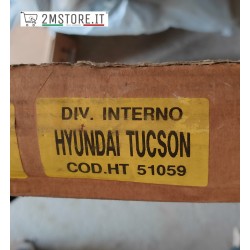 2MSTORE.IT
DIV. INTERNO
HYUNDAI TUCSON
COD.HT 51059